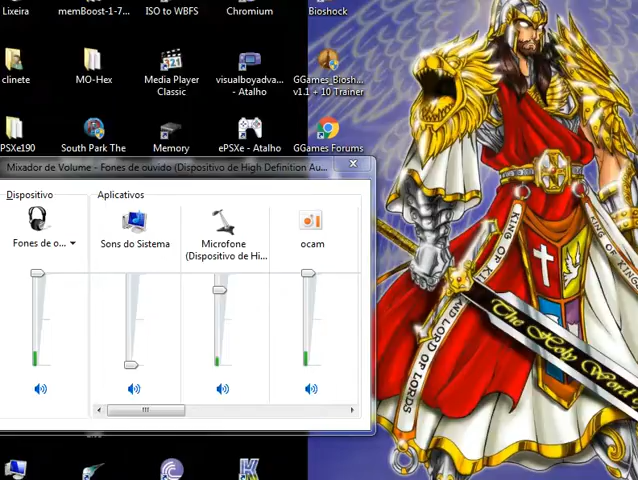 Lixeira
memBoost-1-7...
ISO to WBFS
Chromium
Bioshock
clinete
MO-Hex
Media Player
Classic
visualboyadva...
- Atalho
GGames_Biosh...
v1.1 + 10 Trainer
PSXe190
South Park The
Memory
ePSXe - Atalho
GGames Forums
Mixador de Volume - Fones de ouvido (Dispositivo de High Definition Au...
Dispositivo
Aplicativos
Fones de o...
Sons do Sistema
Microfone
(Dispositivo de Hi...
ocam
KING OF K
AND LORD OF LORDS
KING OF KING
The Holy Word